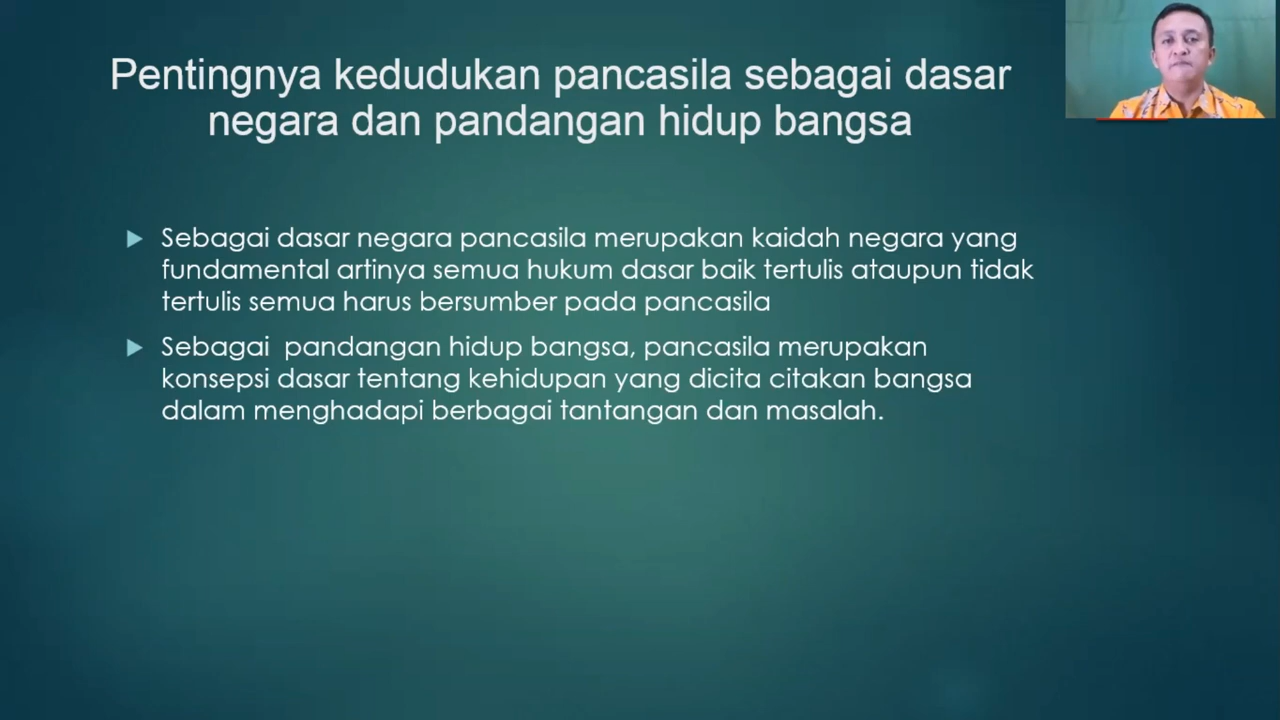 Pentingnya kedudukan pancasila sebagai dasar
negara dan pandangan hidup bangsa
Sebagai dasar negara pancasila merupakan kaidah negara yang
fundamental artinya semua hukum dasar baik tertulis ataupun tidak
tertulis semua harus bersumber pada pancasila
Sebagai  pandangan hidup bangsa, pancasila merupakan
konsepsi dasar tentang kehidupan yang dicita citakan bangsa
dalam menghadapi berbagai tantangan dan masalah.